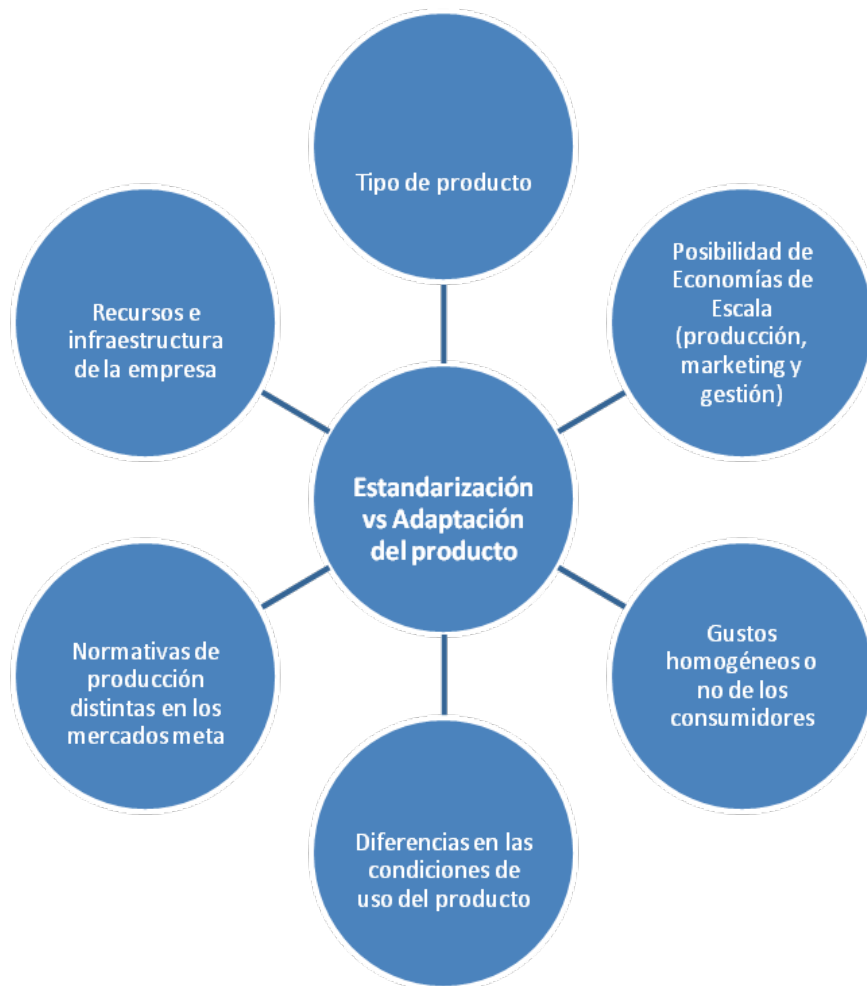 Tipo de producto
Posibilidad de
Economías de
Escala
(producción,
marketing y
gestión)
Recursos e
infraestructura
de la empresa
Estandarización
vs Adaptación
del producto
Gustos
homogéneos o
no de los
consumidores
Normativas de
producción
distintas en los
mercados meta
Diferencias en las
condiciones de
uso del producto